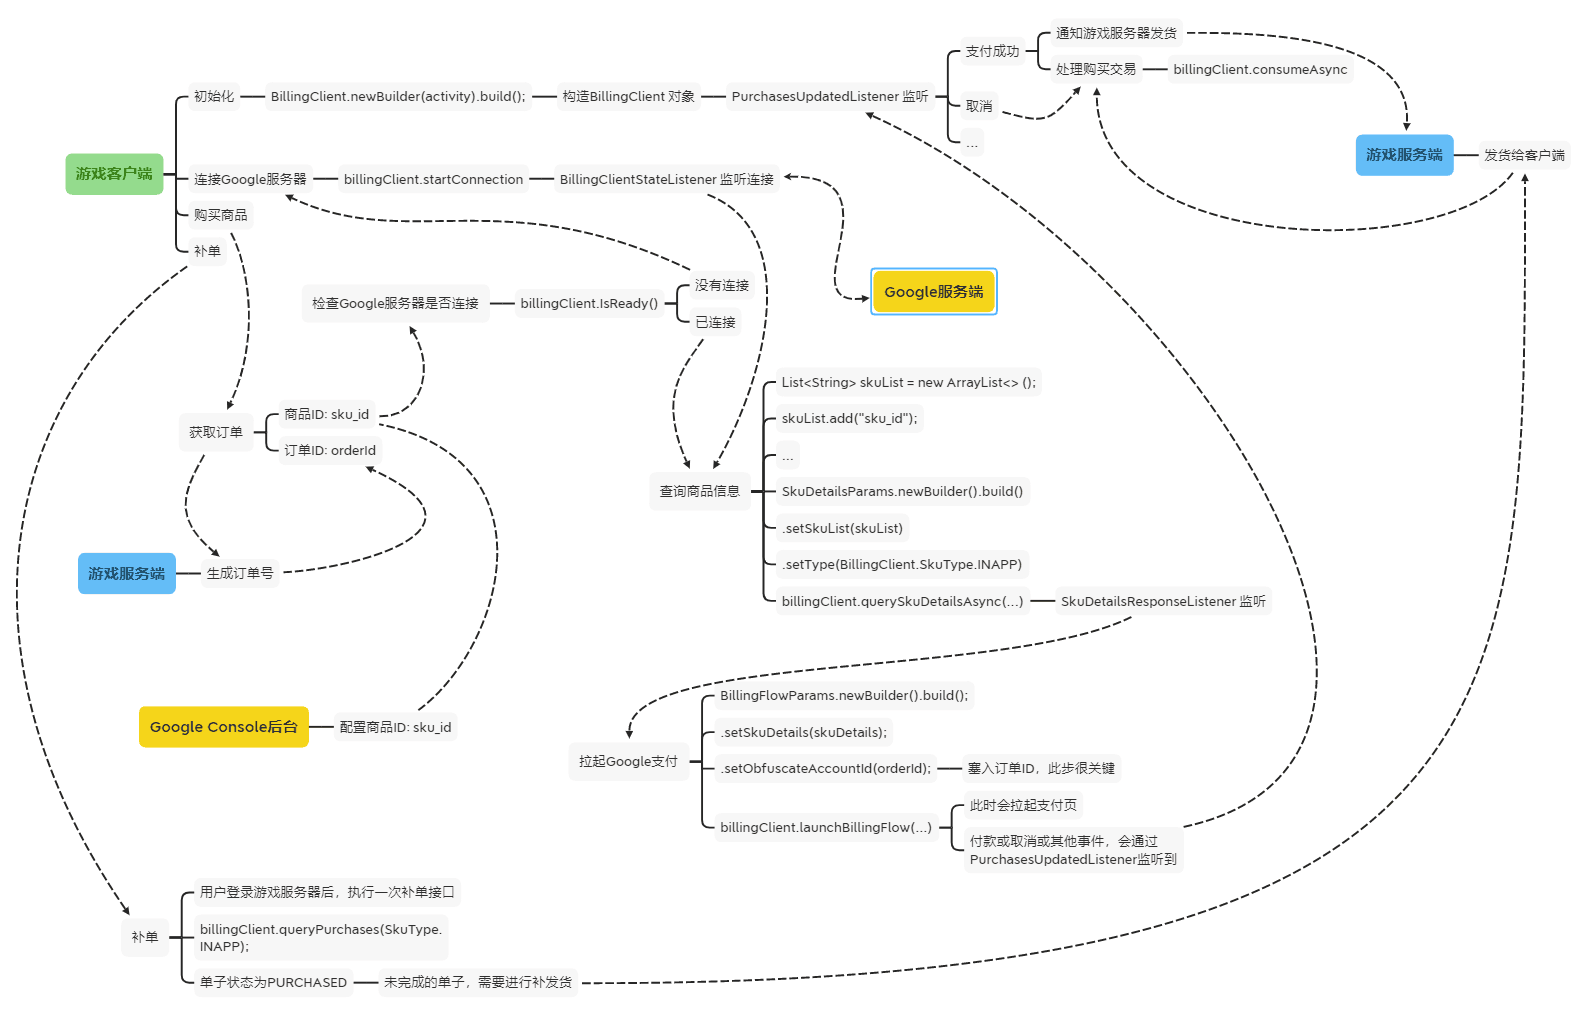 游戏客户端
初始化
BillingClient.newBuilder(activity).build();
构造BillingClient 对象
PurchasesUpdatedListener 监听
支付成功
通知游戏服务器发货
处理购买交易
billingClient.consumeAsync
取消
...
游戏服务端
发货给客户端
连接Google服务器
billingClient.startConnection
BillingClientStateListener 监听连接
Google服务端
购买商品
补单
检查Google服务器是否连接
billingClient.IsReady()
没有连接
已连接
获取订单
商品ID: sku_id
订单ID: orderId
游戏服务端
生成订单号
Google Console后台
配置商品ID: sku_id
查询商品信息
List<String> skuList = new ArrayList<> ();
skuList.add("sku_id");
...
SkuDetailsParams.newBuilder().build()
.setSkuList(skuList)
.setType(BillingClient.SkuType.INAPP)
billingClient.querySkuDetailsAsync(...)
SkuDetailsResponseListener 监听
拉起Google支付
BillingFlowParams.newBuilder().build();
.setSkuDetails(skuDetails);
.setObfuscateAccountId(orderId);
塞入订单ID，此步很关键
billingClient.launchBillingFlow(...)
此时会拉起支付页
付款或取消或其他事件，会通过
PurchasesUpdatedListener监听到
补单
用户登录游戏服务器后，执行一次补单接口
billingClient.queryPurchases(SkuType.
INAPP);
单子状态为PURCHASED
未完成的单子，需要进行补发货